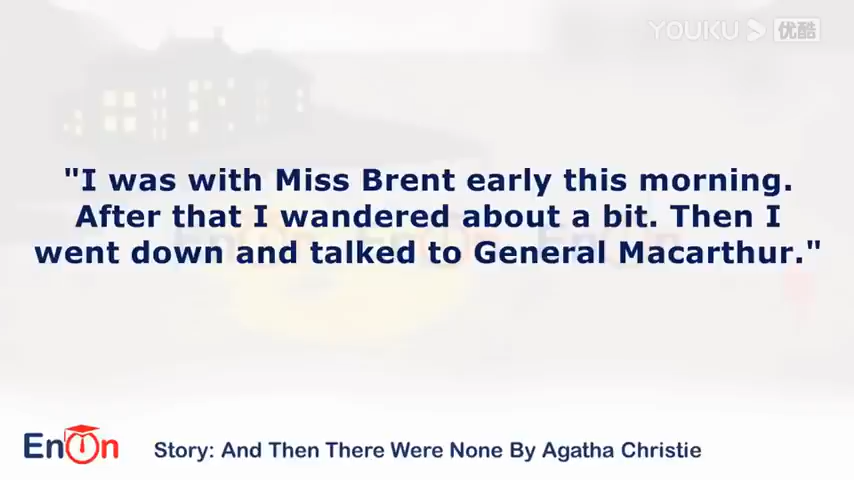 YOUKU 优酷
"I was with Miss Brent early this morning.
After that I wandered about a bit. Then I
went down and talked to General Macarthur."
EnOn
Story: And Then There Were None By Agatha Christie